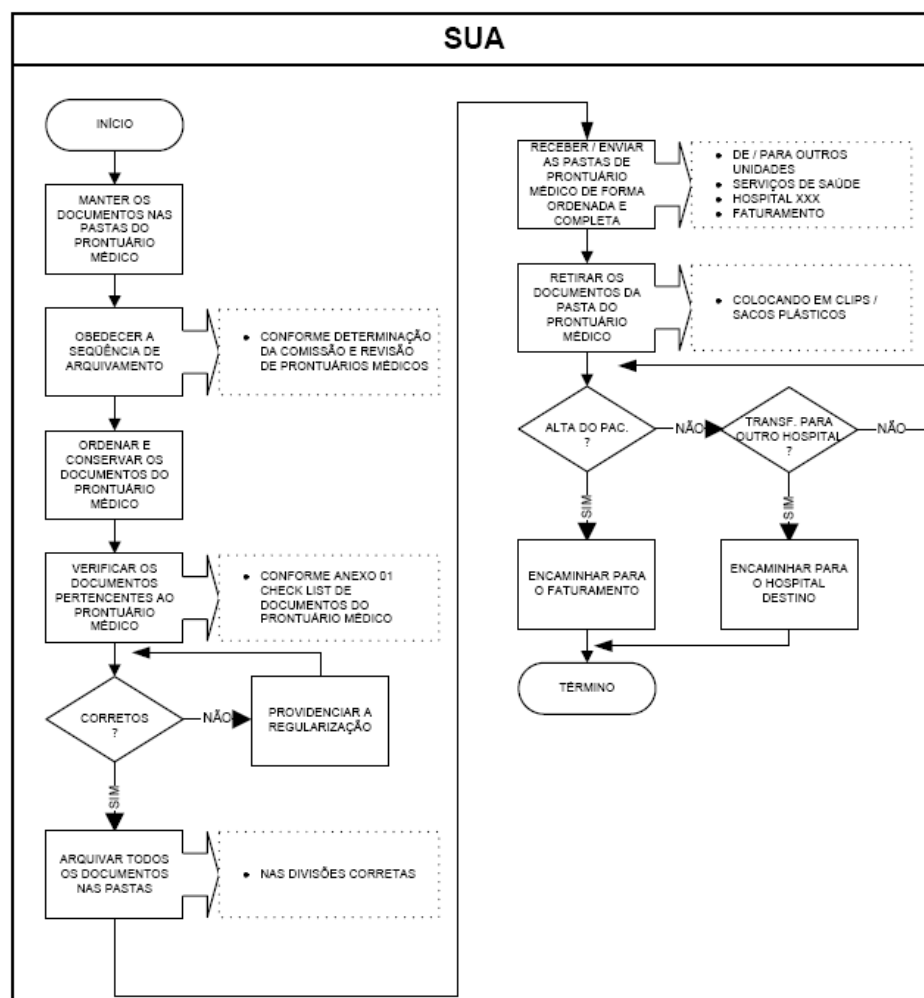 SUA
INÍCIO
MANTER OS
DOCUMENTOS NAS
PASTAS DO
PRONTUÁRIO
MÉDICO
OBEDECER A
SEQÜÊNCIA DE
ARQUIVAMENTO
• CONFORME DETERMINAÇÃO
DA COMISSÃO E REVISÃO
DE PRONTUÁRIOS MÉDICOS
ORDENAR E
CONSERVAR OS
DOCUMENTOS DO
PRONTUÁRIO
MÉDICO
VERIFICAR OS
DOCUMENTOS
PERTENCENTES AO
PRONTUÁRIO
MÉDICO
• CONFORME ANEXO 01
CHECK LIST DE
DOCUMENTOS DO
PRONTUÁRIO MÉDICO
CORRETOS
?
NÃO
PROVIDENCIAR A
REGULARIZAÇÃO
SIM
ARQUIVAR TODOS
OS DOCUMENTOS
NAS PASTAS
• NAS DIVISÕES CORRETAS
RECEBER / ENVIAR
AS PASTAS DE
PRONTUÁRIO
MÉDICO DE FORMA
ORDENADA E
COMPLETA
• DE / PARA OUTROS
UNIDADES
• SERVIÇOS DE SAÚDE
• HOSPITAL XXX
• FATURAMENTO
RETIRAR OS
DOCUMENTOS DA
PASTA DO
PRONTUÁRIO
MÉDICO
• COLOCANDO EM CLIPS /
SACOS PLÁSTICOS
ALTA DO PAC.
?
NÃO
TRANSF. PARA
OUTRO HOSPITAL
?
NÃO
SIM
SIM
ENCAMINHAR PARA
O FATURAMENTO
ENCAMINHAR PARA
O HOSPITAL
DESTINO
TÉRMINO